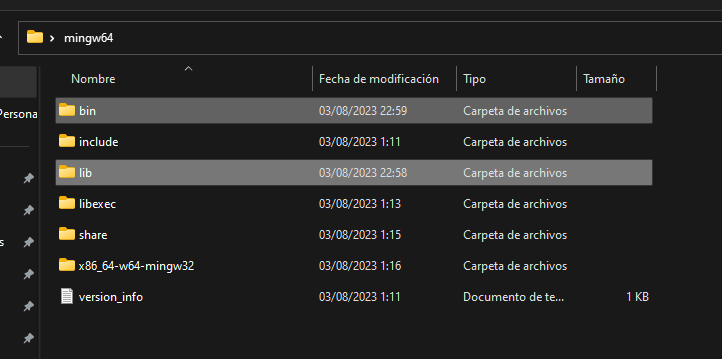 mingw64
Nombre Fecha de modificación Tipo Tamaño
bin 03/08/2023 22:59 Carpeta de archivos
Persona
include 03/08/2023 1:11 Carpeta de archivos
lib 03/08/2023 22:58 Carpeta de archivos
libexec 03/08/2023 1:13 Carpeta de archivos
share 03/08/2023 1:15 Carpeta de archivos
s
x86_64-w64-mingw32 03/08/2023 1:16 Carpeta de archivos
version_info 03/08/2023 1:11 Documento de te... 1 KB